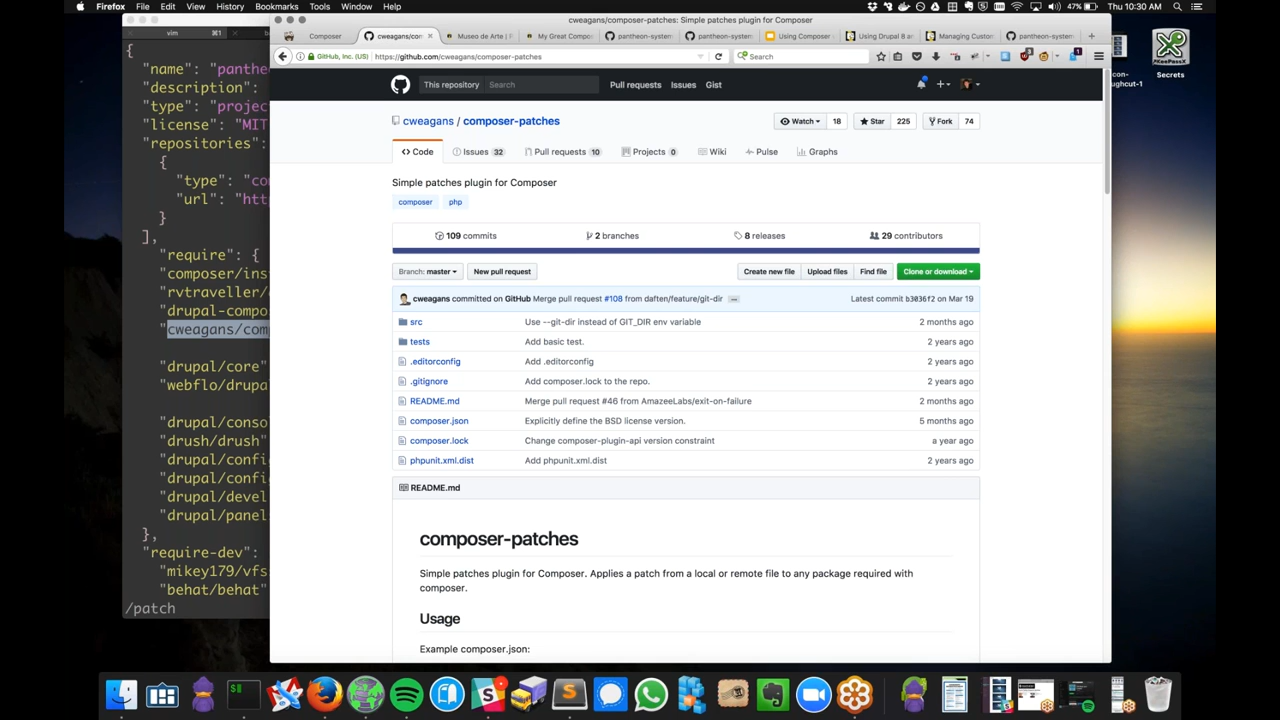 Firefox File Edit View History Bookmarks Tools Window Help 47% Thu 10:30 AM
vim ⌘1
cweagans/composer-patches: Simple patches plugin for Composer
Composer cweagans/com Museo de Arte | My Great Compo pantheon-system pantheon-system Using Composer Using Drupal 8 an Managing Custom pantheon-system
GitHub, Inc. (US) https://github.com/cweagans/composer-patches Search
Secrets
This repository Search Pull requests Issues Gist
cweagans / composer-patches Watch 18 Star 225 Fork 74
Code Issues 32 Pull requests 10 Projects 0 Wiki Pulse Graphs
Simple patches plugin for Composer
composer php
109 commits 2 branches 8 releases 29 contributors
Branch: master New pull request Create new file Upload files Find file Clone or download
cweagans committed on GitHub Merge pull request #108 from daften/feature/git-dir … Latest commit b3036f2 on Mar 19
src Use --git-dir instead of GIT_DIR env variable 2 months ago
tests Add basic test. 2 years ago
.editorconfig Add .editorconfig 2 years ago
.gitignore Add composer.lock to the repo. 2 years ago
README.md Merge pull request #46 from AmazeeLabs/exit-on-failure 2 months ago
composer.json Explicitly define the BSD license version. 5 months ago
composer.lock Change composer-plugin-api version constraint a year ago
phpunit.xml.dist Add phpunit.xml.dist 2 years ago
README.md
composer-patches
Simple patches plugin for Composer. Applies a patch from a local or remote file to any package required with
composer.
Usage
Example composer.json:
{
"name": "panthe
"description":
"type": "projec
"license": "MIT
"repositories":
{
"type": "co
"url": "htt
}
],
"require": {
"composer/ins
"rvtraveller/
"drupal-compo
"cweagans/com
"drupal/core"
"webflo/drupa
"drupal/conso
"drush/drush"
"drupal/confi
"drupal/confi
"drupal/devel
"drupal/panel
},
"require-dev":
"mikey179/vfs
"behat/behat"
/patch